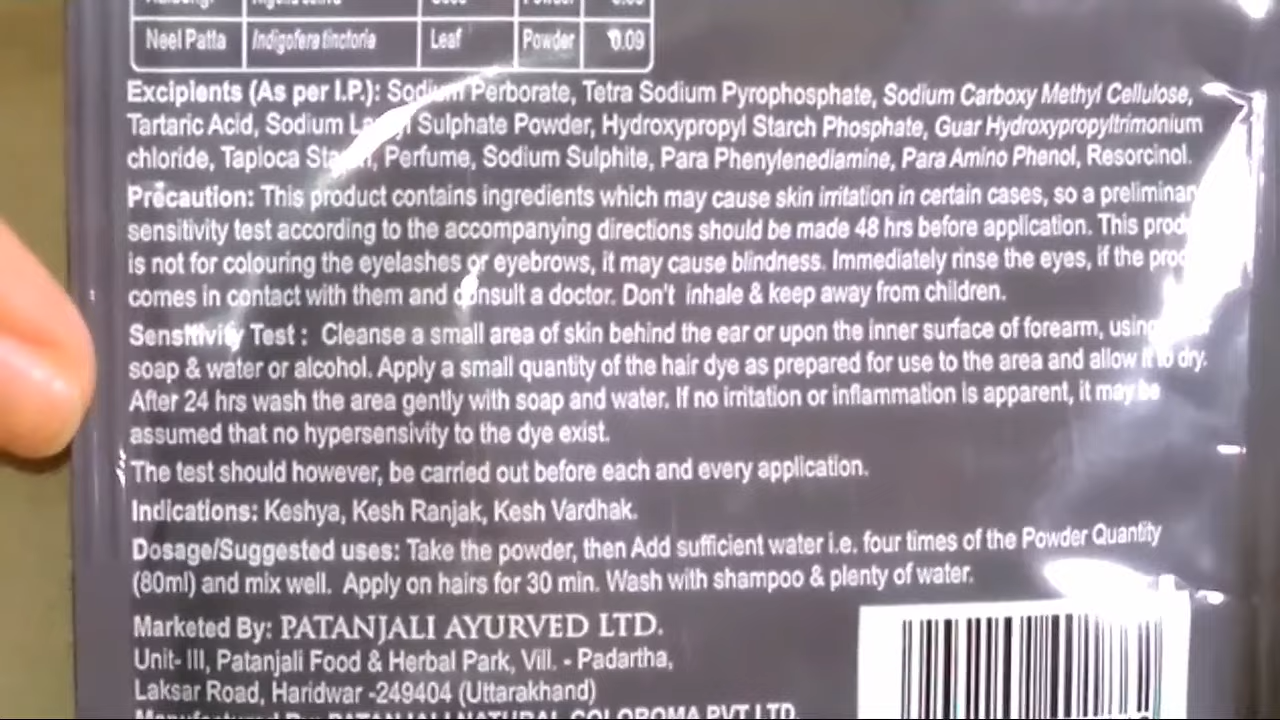 Neel Patta Indigofera tinctoria Leaf Powder 0.09
Excipients (As per I.P.): Sodium Perborate, Tetra Sodium Pyrophosphate, Sodium Carboxy Methyl Cellulose,
Tartaric Acid, Sodium Sulphate Powder, Hydroxypropyl Starch Phosphate, Guar Hydroxypropyltrimonium
chloride, Tapioca Starch, Perfume, Sodium Sulphite, Para Phenylenediamine, Para Amino Phenol, Resorcinol.
Precaution: This product contains ingredients which may cause skin irritation in certain cases, so a preliminar
sensitivity test according to the accompanying directions should be made 48 hrs before application. This prod
is not for colouring the eyelashes or eyebrows, it may cause blindness. Immediately rinse the eyes, if the proc
comes in contact with them and consult a doctor. Don't inhale & keep away from children.
Sensitivity Test : Cleanse a small area of skin behind the ear or upon the inner surface of forearm, using
soap & water or alcohol. Apply a small quantity of the hair dye as prepared for use to the area and allow it to dry.
After 24 hrs wash the area gently with soap and water. If no irritation or inflammation is apparent, it may be
assumed that no hypersensivity to the dye exist.
The test should however, be carried out before each and every application.
Indications: Keshya, Kesh Ranjak, Kesh Vardhak.
Dosage/Suggested uses: Take the powder, then Add sufficient water i.e. four times of the Powder Quantity
(80ml) and mix well. Apply on hairs for 30 min. Wash with shampoo & plenty of water.
Marketed By: PATANJALI AYURVED LTD.
Unit- III, Patanjali Food & Herbal Park, Vill. - Padartha,
Laksar Road, Haridwar -249404 (Uttarakhand)
Manufactured By: PATANJALI NATURAL COLOROMA PVT.LTD.